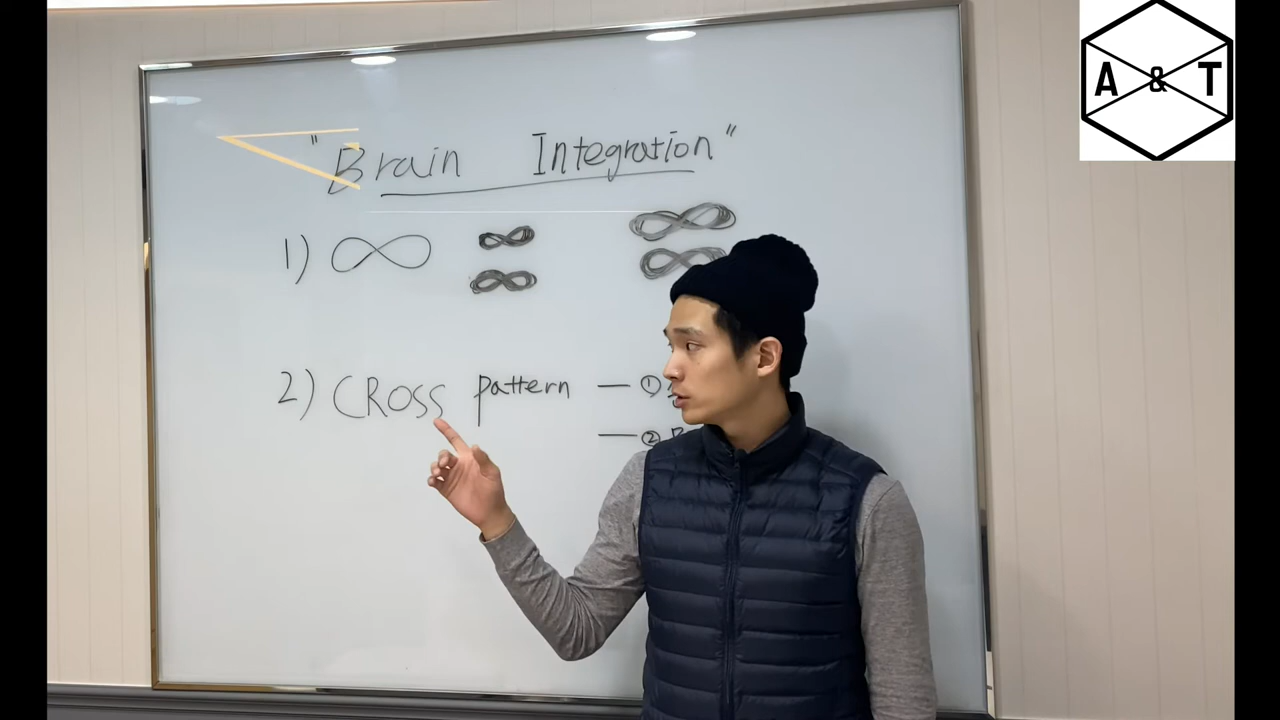 A & T
"Brain Integration"
1) ∞
2) CROSS pattern — ①
— ②